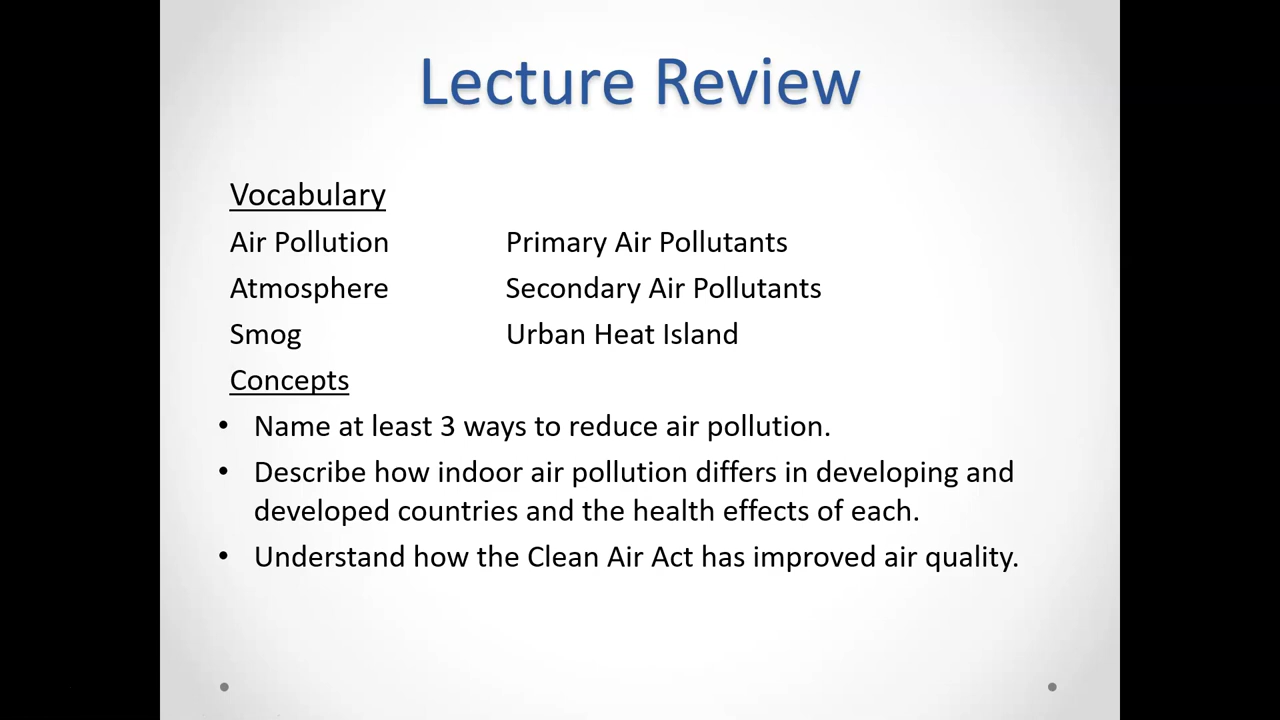 Lecture Review
Vocabulary
Air Pollution Primary Air Pollutants
Atmosphere Secondary Air Pollutants
Smog Urban Heat Island
Concepts
• Name at least 3 ways to reduce air pollution.
• Describe how indoor air pollution differs in developing and
developed countries and the health effects of each.
• Understand how the Clean Air Act has improved air quality.